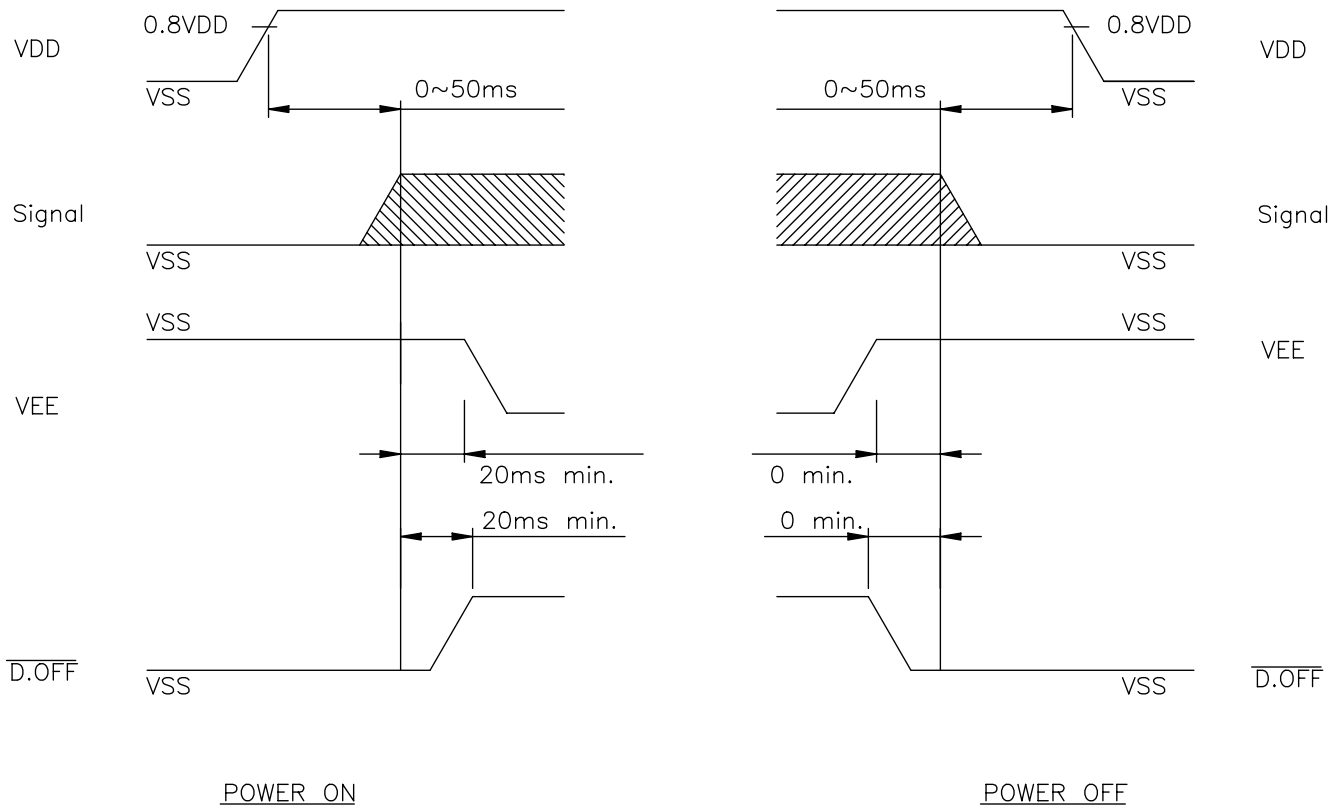 0.8VDD
0.8VDD
VDD
VDD
VSS
0~50ms
0~50ms
VSS
Signal
Signal
VSS
VSS
VSS
VSS
VEE
VEE
20ms min.
0 min.
20ms min.
0 min.
D.OFF
VSS
VSS
D.OFF
POWER ON
POWER OFF